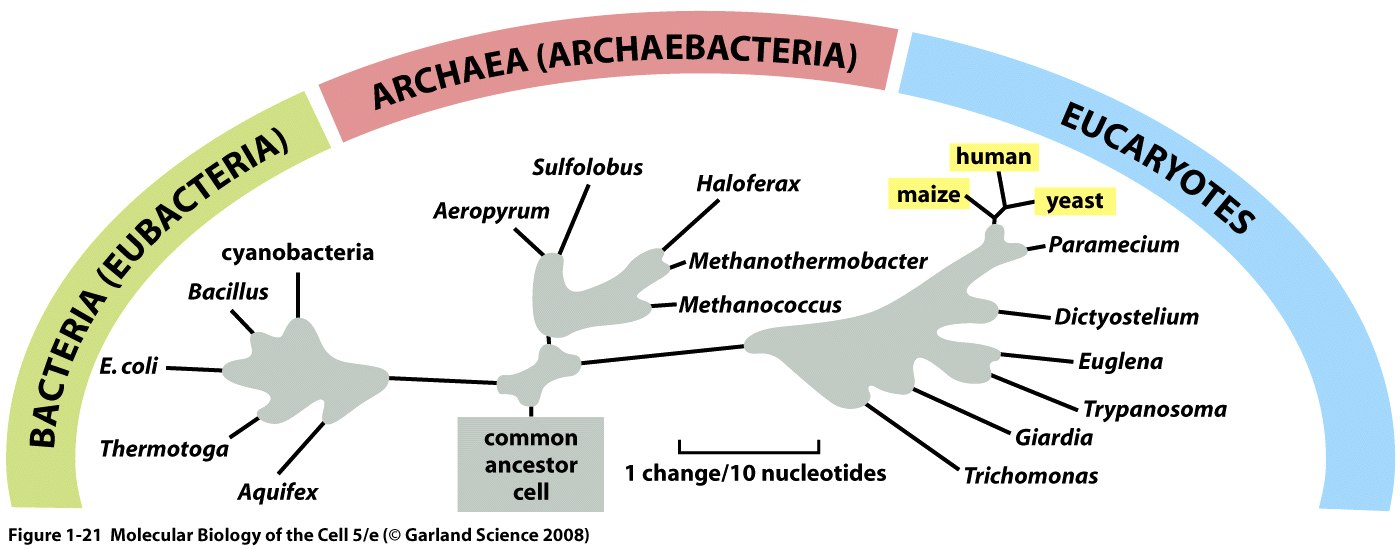 BACTERIA (EUBACTERIA)
ARCHAEA (ARCHAEBACTERIA)
EUCARYOTES
cyanobacteria
Bacillus
E. coli
Thermotoga
Aquifex
Sulfolobus
Aeropyrum
Haloferax
Methanothermobacter
Methanococcus
common
ancestor
cell
1 change/10 nucleotides
human
maize
yeast
Paramecium
Dictyostelium
Euglena
Trypanosoma
Giardia
Trichomonas
Figure 1-21 Molecular Biology of the Cell 5/e (© Garland Science 2008)